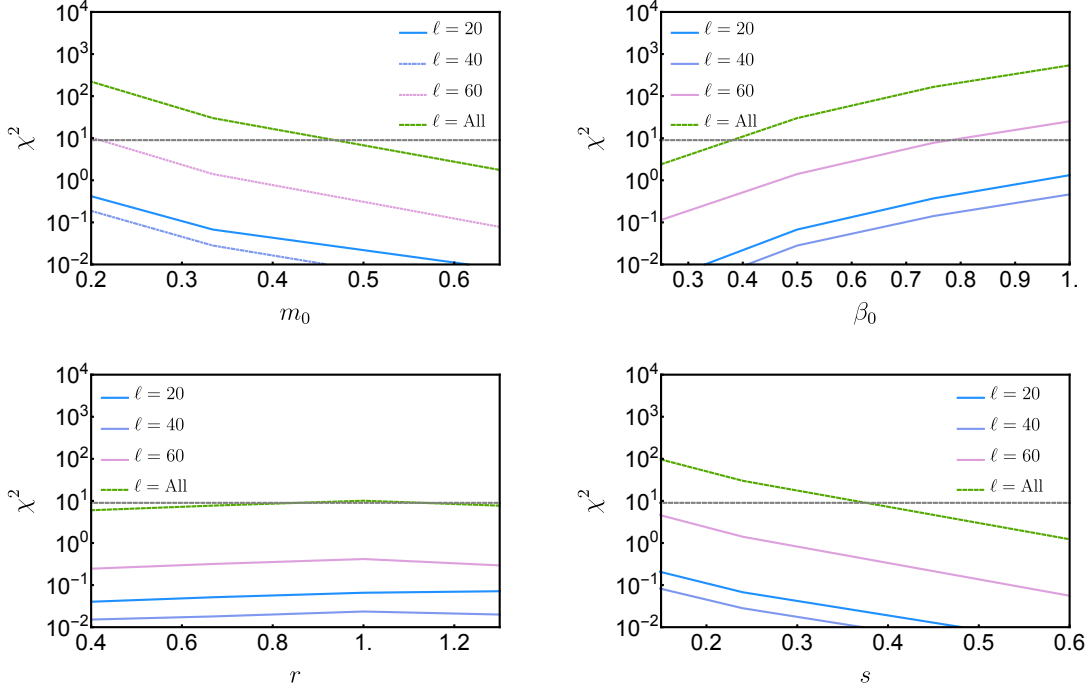 10^4
10^3
10^2
10^1
10^0
10^{-1}
10^{-2}
χ^2
0.2 0.3 0.4 0.5 0.6
m_0
ℓ = 20
ℓ = 40
ℓ = 60
ℓ = All
10^4
10^3
10^2
10^1
10^0
10^{-1}
10^{-2}
χ^2
0.3 0.4 0.5 0.6 0.7 0.8 0.9 1.
β_0
ℓ = 20
ℓ = 40
ℓ = 60
ℓ = All
10^4
10^3
10^2
10^1
10^0
10^{-1}
10^{-2}
χ^2
0.4 0.6 0.8 1. 1.2
r
ℓ = 20
ℓ = 40
ℓ = 60
ℓ = All
10^4
10^3
10^2
10^1
10^0
10^{-1}
10^{-2}
χ^2
0.2 0.3 0.4 0.5 0.6
s
ℓ = 20
ℓ = 40
ℓ = 60
ℓ = All